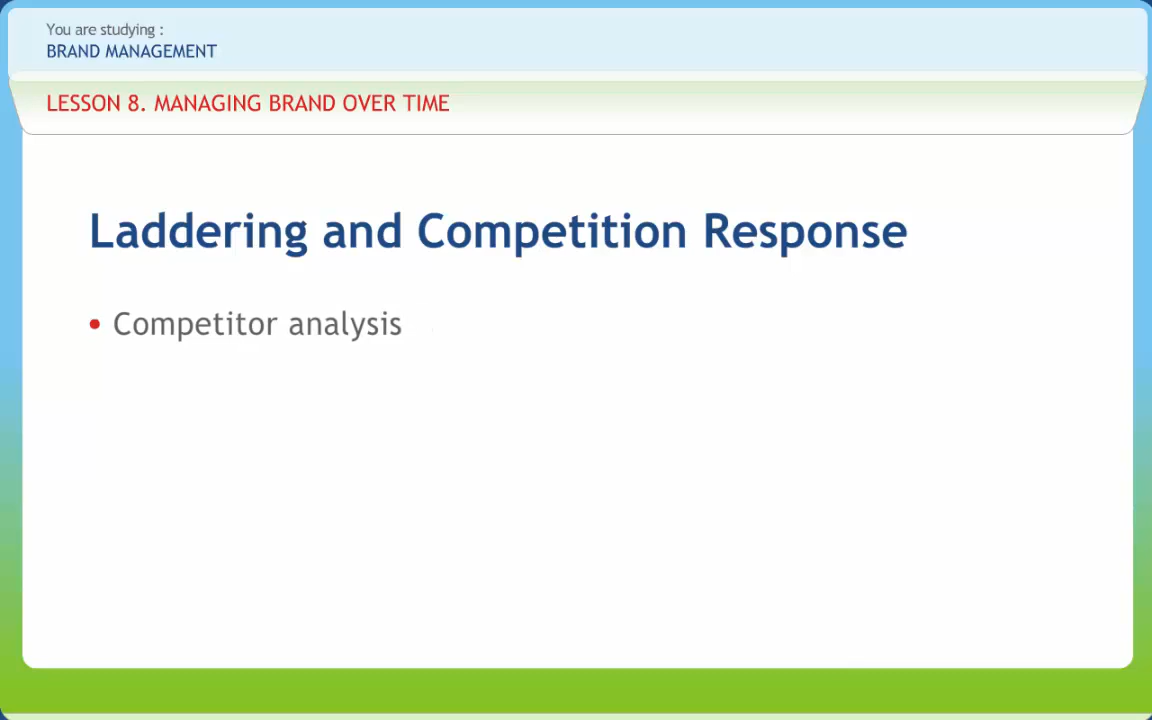 You are studying :
BRAND MANAGEMENT
LESSON 8. MANAGING BRAND OVER TIME
Laddering and Competition Response
• Competitor analysis